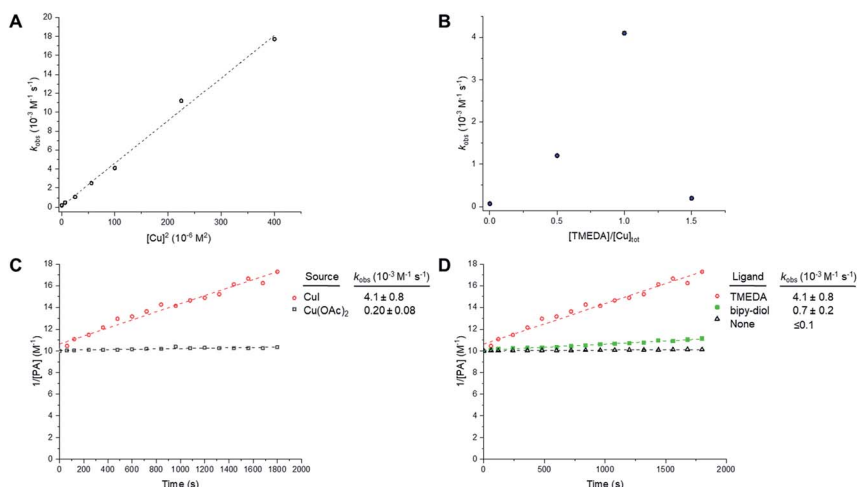 A
20
18
16
14
12
10
8
6
4
2
0
k obs (10-3 M-1 s-1)
0 100 200 300 400
[Cu]2 (10-6 M2)
B
4
3
2
1
0
k obs (10-3 M-1 s-1)
0.0 0.5 1.0 1.5
[TMEDA]/[Cu]tot
C
18
16
14
12
10
8
6
4
2
0
1/[PA] (M-1)
0 200 400 600 800 1000 1200 1400 1600 1800 2000
Time (s)
Source k obs (10-3 M-1 s-1)
CuI 4.1 ± 0.8
Cu(OAc)2 0.20 ± 0.08
D
18
16
14
12
10
8
6
4
2
0
1/[PA] (M-1)
0 500 1000 1500 2000
Time (s)
Ligand k obs (10-3 M-1 s-1)
TMEDA 4.1 ± 0.8
bipy-diol 0.7 ± 0.2
None ≤0.1